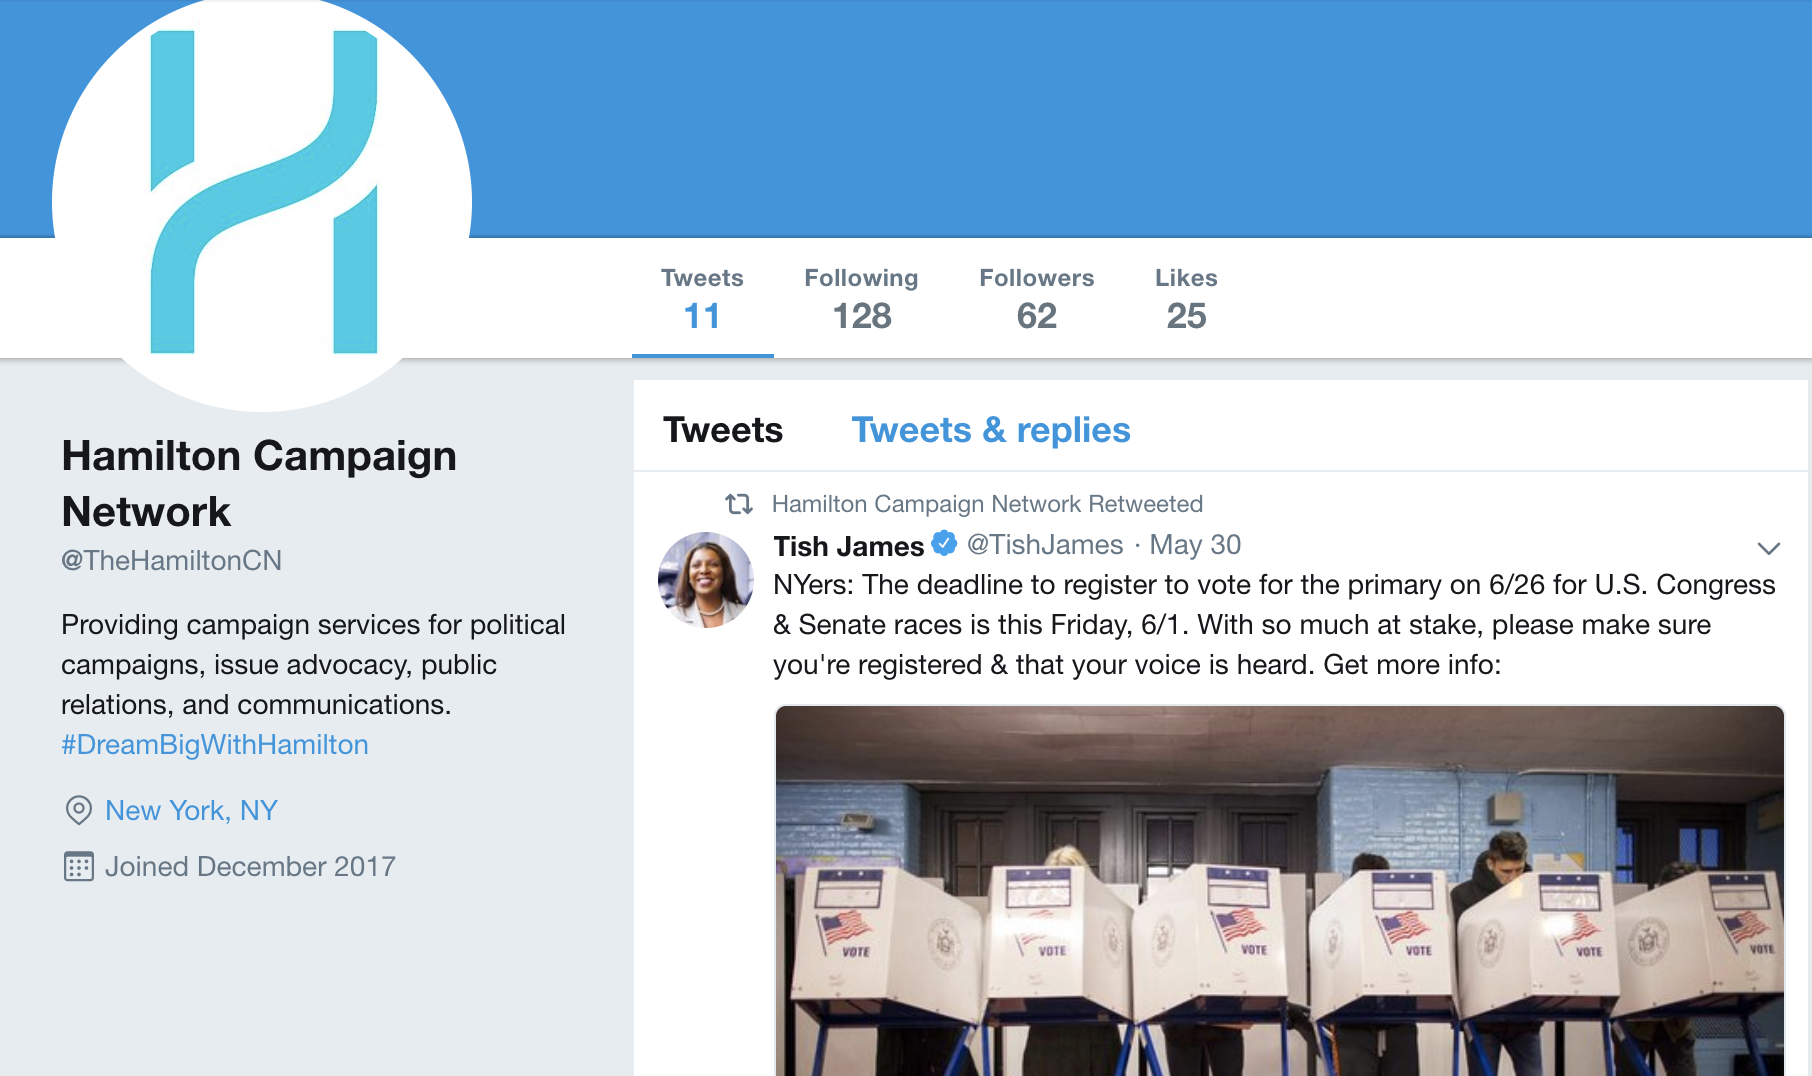 Tweets
11
Following
128
Followers
62
Likes
25
Hamilton Campaign
Network
@TheHamiltonCN
Providing campaign services for political
campaigns, issue advocacy, public
relations, and communications.
#DreamBigWithHamilton
New York, NY
Joined December 2017
Tweets
Tweets & replies
Hamilton Campaign Network Retweeted
Tish James @TishJames · May 30
NYers: The deadline to register to vote for the primary on 6/26 for U.S. Congress
& Senate races is this Friday, 6/1. With so much at stake, please make sure
you're registered & that your voice is heard. Get more info:
VOTE
VOTE
VOTE
VOTE
VOTE
VOTE